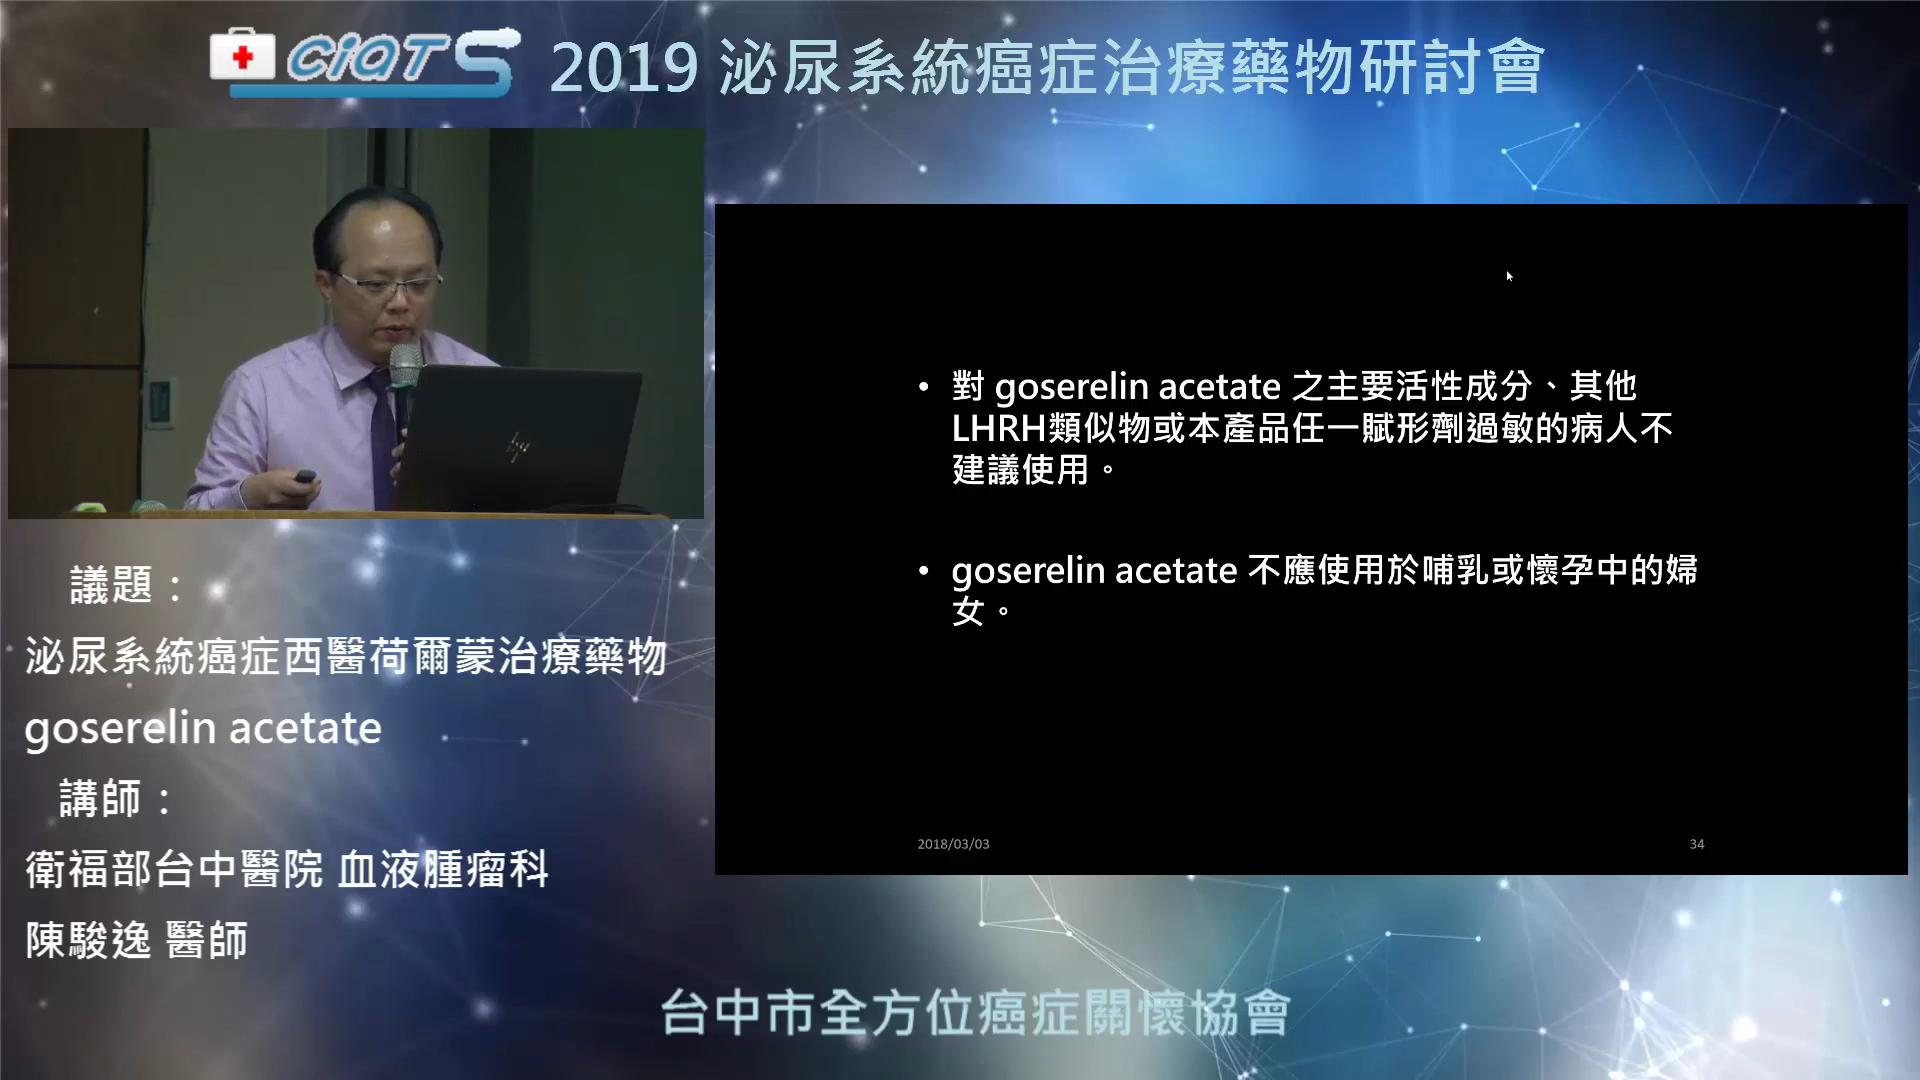 CiQTS 2019 泌尿系統癌症治療藥物研討會
hp
• 對 goserelin acetate 之主要活性成分、其他
LHRH類似物或本產品任一賦形劑過敏的病人不
建議使用。
• goserelin acetate 不應使用於哺乳或懷孕中的婦
女。
2018/03/03
34
議題：
泌尿系統癌症西醫荷爾蒙治療藥物
goserelin acetate
講師：
衛福部台中醫院 血液腫瘤科
陳駿逸 醫師
台中市全方位癌症關懷協會